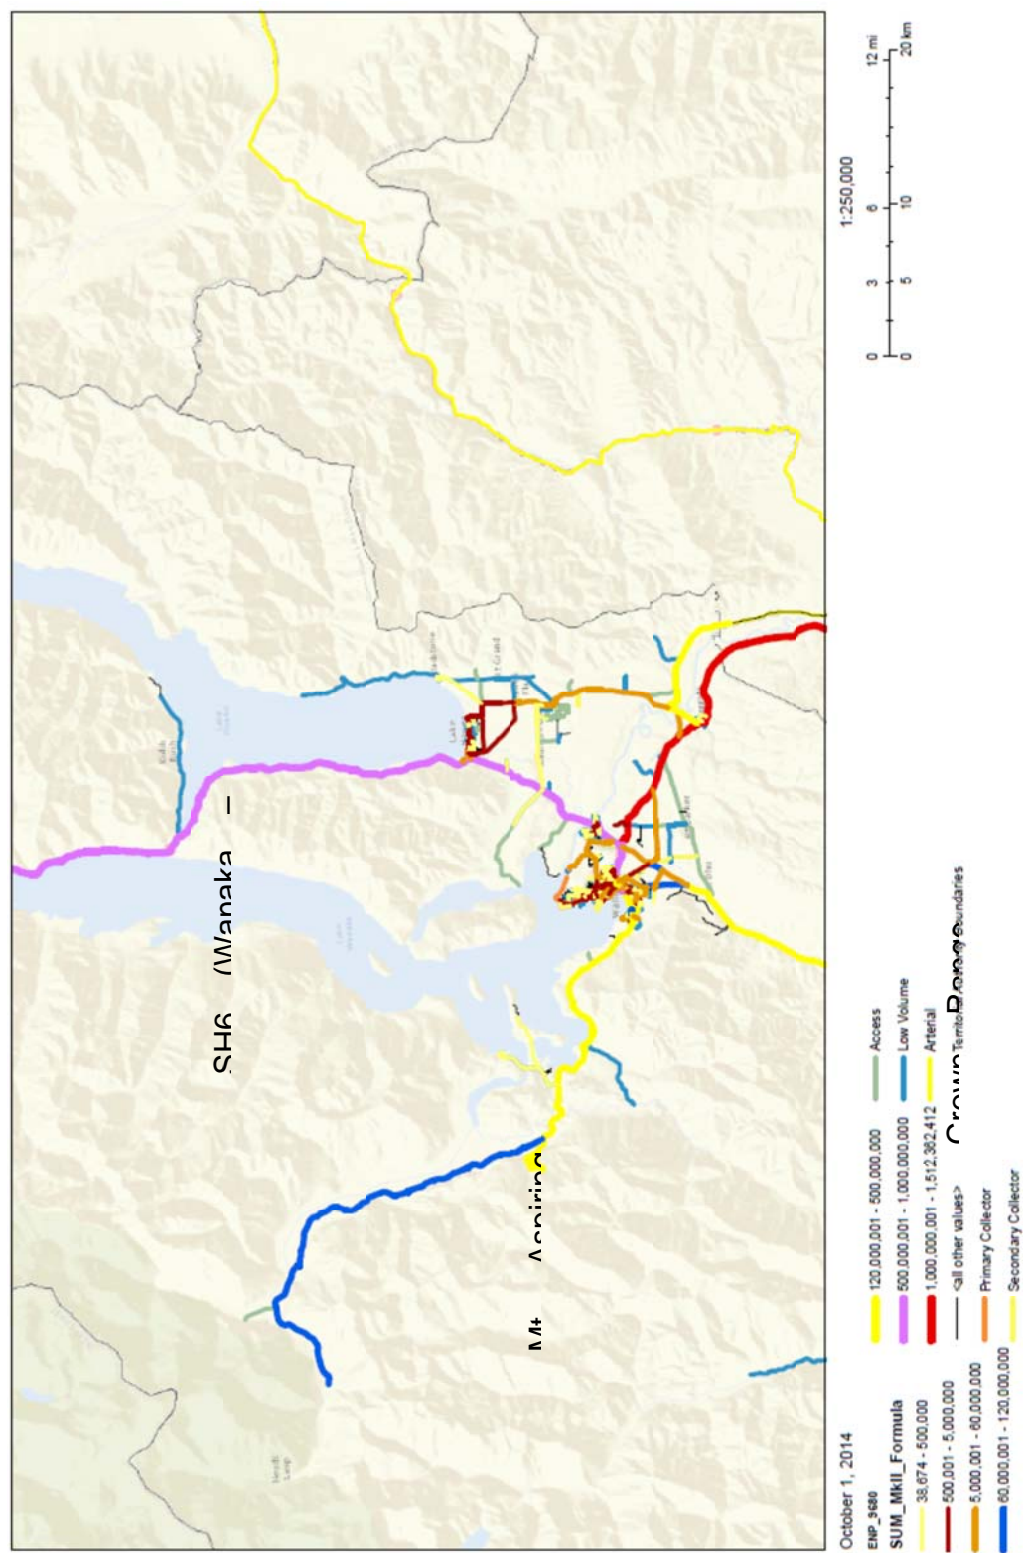 SH6 (Wanaka –
Mt Aspiring
Crown Range
October 1, 2014
1:250,000
0 3 6 12 mi
0 5 10 20 km
ENP_9680
SUM_MkII_Formula
38,674 - 500,000
500,001 - 5,000,000
5,000,001 - 60,000,000
60,000,001 - 120,000,000
120,000,001 - 500,000,000
500,000,001 - 1,000,000,000
1,000,000,001 - 1,512,362,412
<all other values>
Primary Collector
Secondary Collector
Access
Low Volume
Arterial
Territorial Authority Boundaries